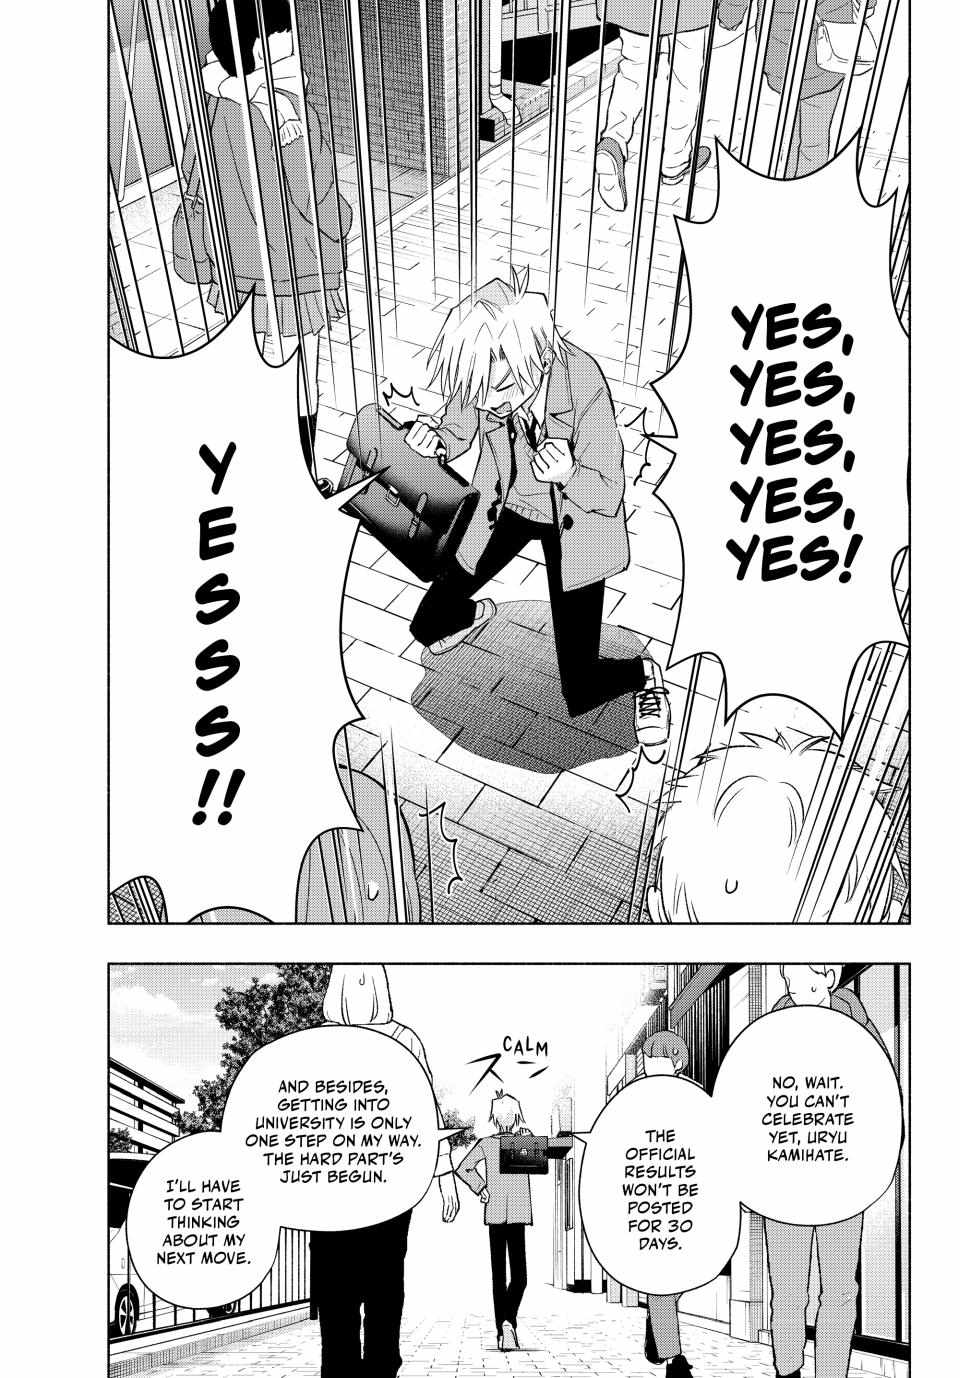 YES,
YES,
YES,
YES,
YES!
YESSS!!
NO, WAIT.
YOU CAN'T
CELEBRATE
YET, URYU
KAMIHATE.
THE
OFFICIAL
RESULTS
WON'T BE
POSTED
FOR 30
DAYS.
CALM
ス—
AND BESIDES,
GETTING INTO
UNIVERSITY IS ONLY
ONE STEP ON MY WAY.
THE HARD PART'S
JUST BEGUN.
I'LL HAVE
TO START
THINKING
ABOUT MY
NEXT MOVE.